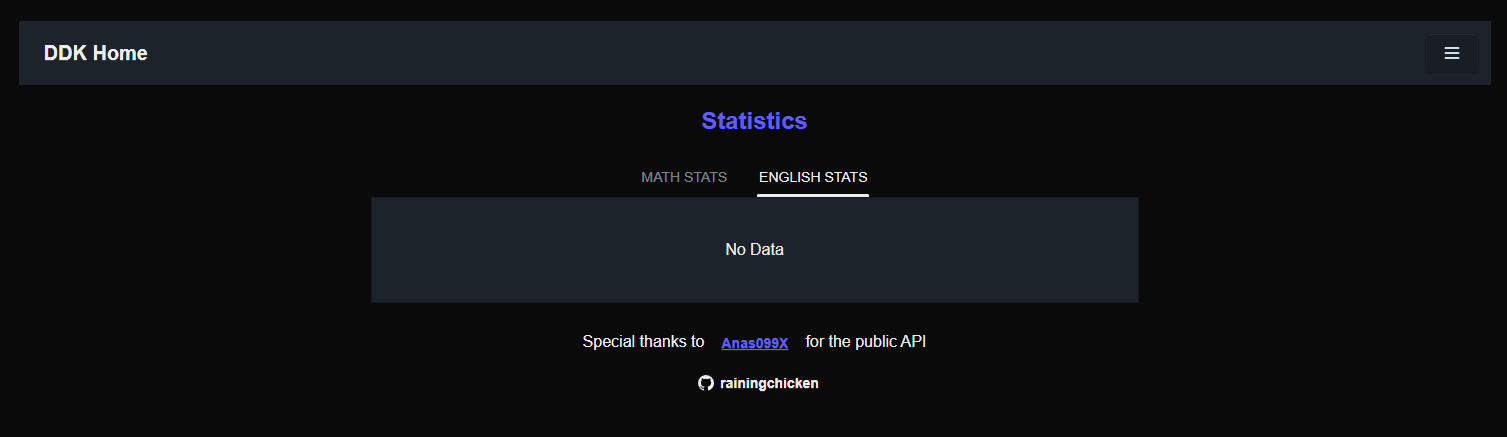 DDK Home
Statistics
MATH STATS ENGLISH STATS
No Data
Special thanks to Anas099X for the public API
rainingchicken